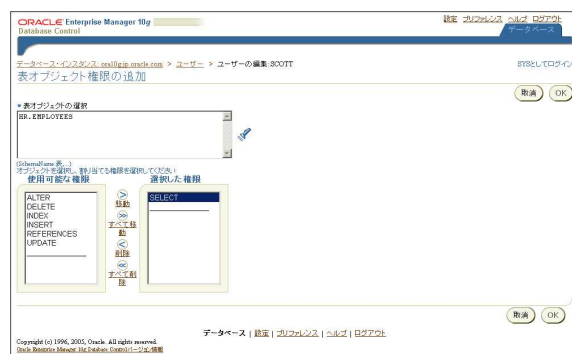 ORACLE Enterprise Manager 10g
Database Control
設定 プリファレンス ヘルプ ログアウト
データベース
データベース・インスタンス: orcl10g.jp.oracle.com > ユーザー > ユーザーの編集: SCOTT
SYSとしてログイン
表オブジェクト権限の追加
取消 OK
表オブジェクトの選択
HR.EMPLOYEES
(SchemaName.表,...)
オブジェクトを選択し、割り当てる権限を選択してください
使用可能な権限 選択した権限
ALTER
DELETE
INDEX
INSERT
REFERENCES
UPDATE
移動
すべて移動
削除
すべて削除
SELECT
取消 OK
データベース | 設定 | プリファレンス | ヘルプ | ログアウト
Copyright (c) 1996, 2005, Oracle. All rights reserved.
Oracle Enterprise Manager 10g Database Controlバージョン情報